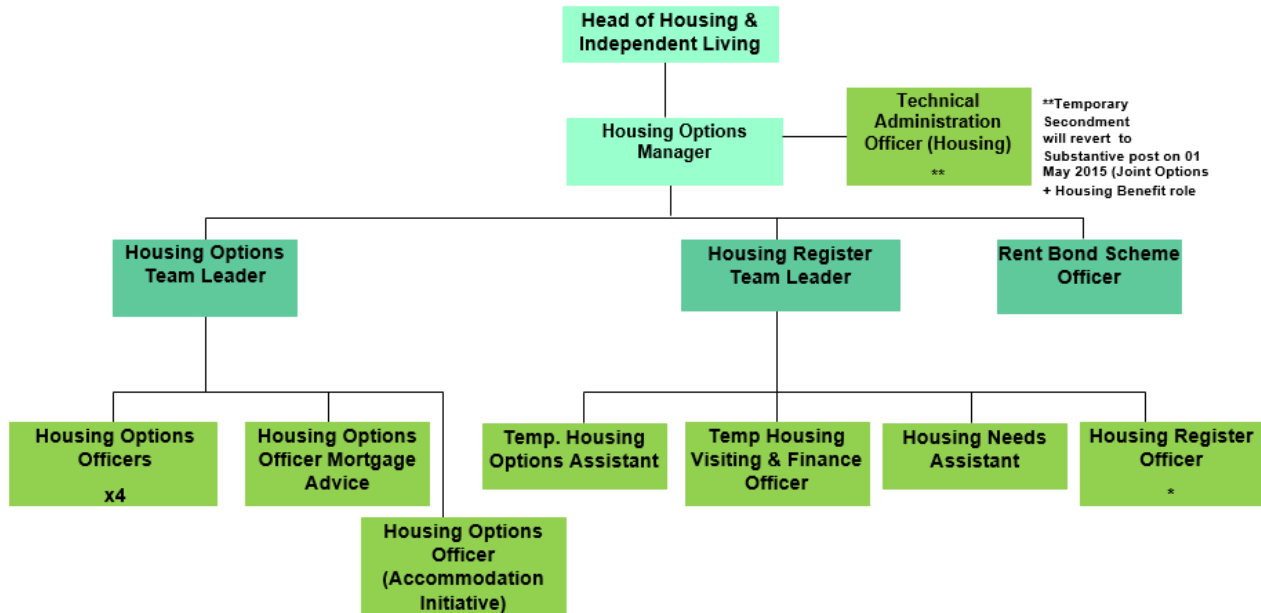 Head of Housing &
Independent Living
Housing Options
Manager
Technical
Administration
Officer (Housing)
**
**Temporary
Secondment
will revert to
Substantive post on 01
May 2015 (Joint Options
+ Housing Benefit role
Housing Options
Team Leader
Housing Register
Team Leader
Rent Bond Scheme
Officer
Housing Options
Officers
x4
Housing Options
Officer Mortgage
Advice
Housing Options
Officer
(Accommodation
Initiative)
Temp. Housing
Options Assistant
Temp Housing
Visiting & Finance
Officer
Housing Needs
Assistant
Housing Register
Officer
*